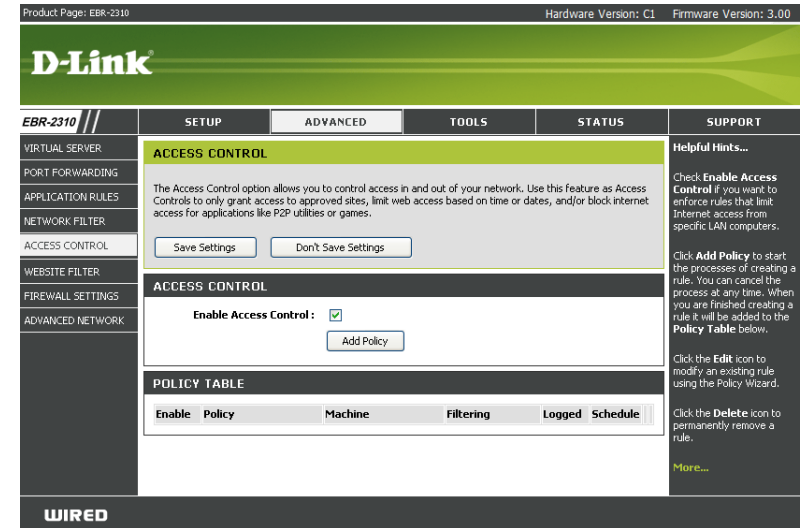 Product Page: EBR-2310
Hardware Version: C1
Firmware Version: 3.00
D-Link
EBR-2310
SETUP
ADVANCED
TOOLS
STATUS
SUPPORT
VIRTUAL SERVER
PORT FORWARDING
APPLICATION RULES
NETWORK FILTER
ACCESS CONTROL
WEBSITE FILTER
FIREWALL SETTINGS
ADVANCED NETWORK
ACCESS CONTROL
The Access Control option allows you to control access in and out of your network. Use this feature as Access
Controls to only grant access to approved sites, limit web access based on time or dates, and/or block internet
access for applications like P2P utilities or games.
Save Settings
Don't Save Settings
ACCESS CONTROL
Enable Access Control :
Add Policy
POLICY TABLE
Enable Policy Machine Filtering Logged Schedule
Helpful Hints...
Check Enable Access
Control if you want to
enforce rules that limit
Internet access from
specific LAN computers.
Click Add Policy to start
the processes of creating a
rule. You can cancel the
process at any time. When
you are finished creating a
rule it will be added to the
Policy Table below.
Click the Edit icon to
modify an existing rule
using the Policy Wizard.
Click the Delete icon to
permanently remove a
rule.
More...
WIRED